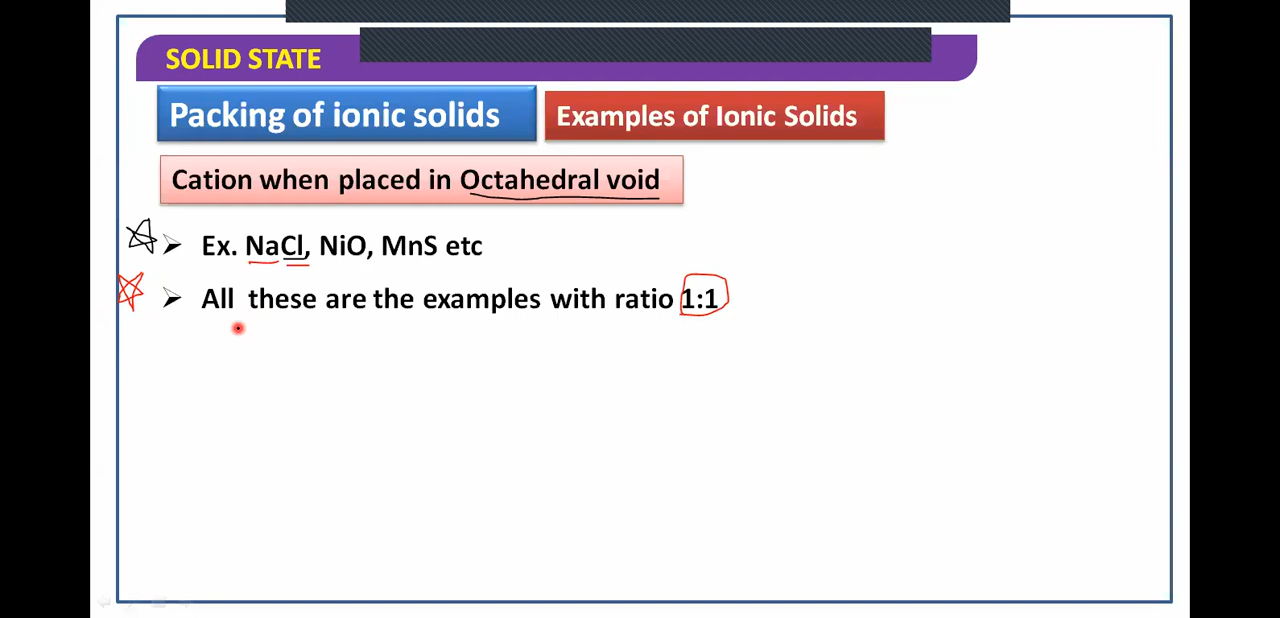 SOLID STATE
Packing of ionic solids
Examples of Ionic Solids
Cation when placed in Octahedral void
Ex. NaCl, NiO, MnS etc
All these are the examples with ratio 1:1